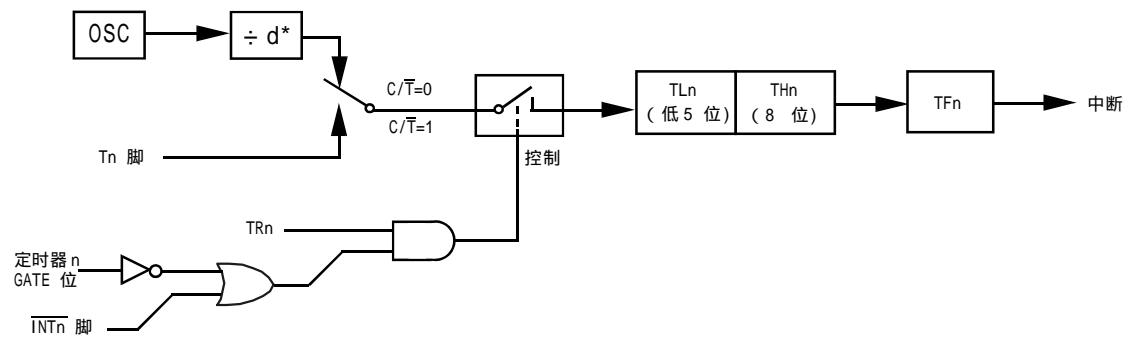 OSC
÷ d*
C/T̅=0
C/T̅=1
Tn 脚
控制
TLn
(低5 位)
THn
(8 位)
TFn
中断
TRn
定时器n
GATE 位
I̅N̅T̅n̅ 脚